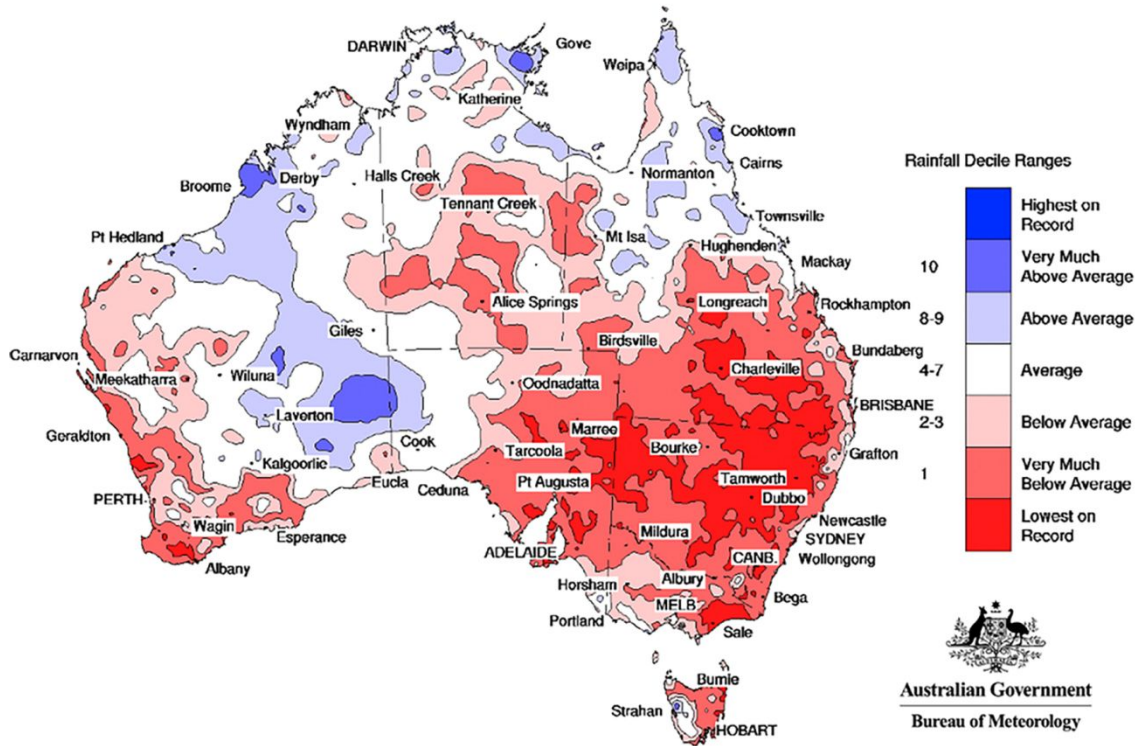 DARWIN
Gove
Weipa
Katherine
Wyndham
Cooktown
Cairns
Broome
Derby
Halls Creek
Normanton
Tennant Creek
Townsville
Pt Hedland
Mt Isa
Hughenden
Mackay
Alice Springs
Longreach
Rockhampton
Giles
Birdsville
Bundaberg
Carnarvon
Meekatharra
Wiluna
Charleville
Oodnadatta
Laverton
BRISBANE
Geraldton
Marree
Cook
Bourke
Tarcoola
Grafton
Kalgoorlie
Eucla
Ceduna
Pt Augusta
Tamworth
PERTH
Dubbo
Wagin
Mildura
Newcastle
Esperance
SYDNEY
ADELAIDE
CANB.
Wollongong
Albany
Horsham
Albury
Bega
MELB
Portland
Sale
Burnie
Strahan
HOBART
Rainfall Decile Ranges
Highest on
Record
10
Very Much
Above Average
8-9
Above Average
4-7
Average
2-3
Below Average
1
Very Much
Below Average
Lowest on
Record
Australian Government
Bureau of Meteorology